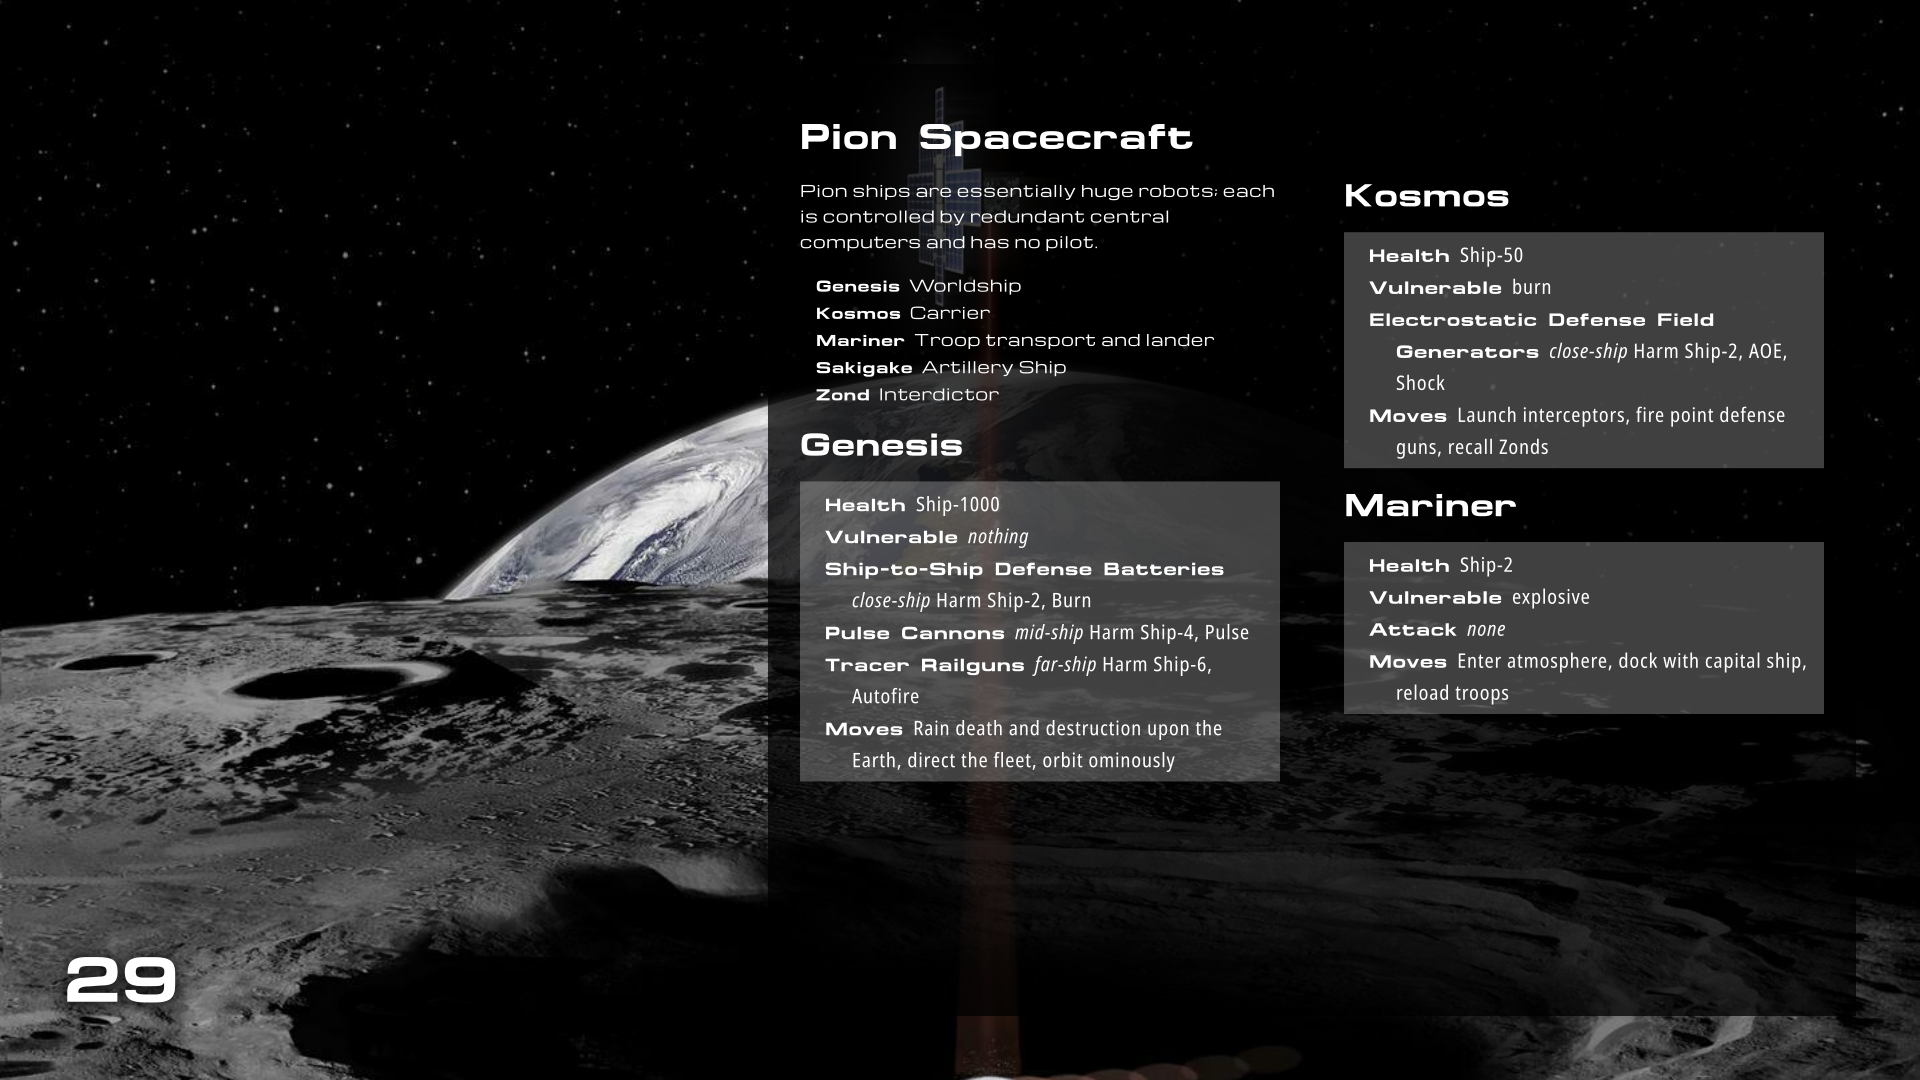 Pion Spacecraft
Pion ships are essentially huge robots; each
is controlled by redundant central
computers and has no pilot.
Genesis Worldship
Kosmos Carrier
Mariner Troop transport and lander
Sakigake Artillery Ship
Zond Interdictor
Genesis
Health Ship-1000
Vulnerable nothing
Ship-to-Ship Defense Batteries
close-ship Harm Ship-2, Burn
Pulse Cannons mid-ship Harm Ship-4, Pulse
Tracer Railguns far-ship Harm Ship-6,
Autofire
Moves Rain death and destruction upon the
Earth, direct the fleet, orbit ominously
Kosmos
Health Ship-50
Vulnerable burn
Electrostatic Defense Field
Generators close-ship Harm Ship-2, AOE,
Shock
Moves Launch interceptors, fire point defense
guns, recall Zonds
Mariner
Health Ship-2
Vulnerable explosive
Attack none
Moves Enter atmosphere, dock with capital ship,
reload troops
29